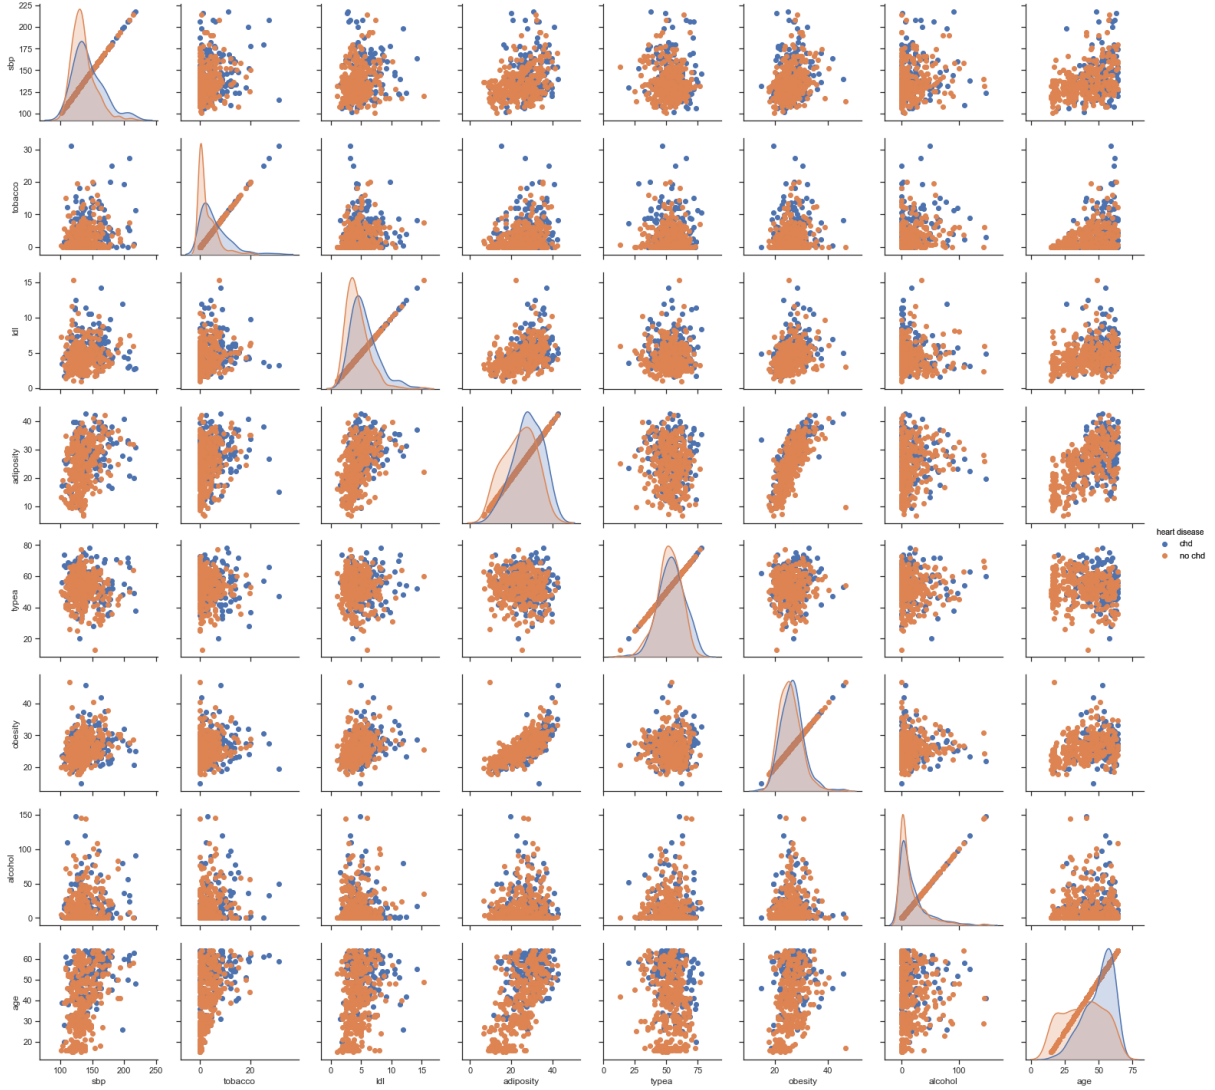 225
200
175
150
125
100
sbp
30
20
10
0
tobacco
15
10
5
0
ldl
40
30
20
10
adiposity
80
60
40
20
typea
40
30
20
obesity
150
100
50
0
alcohol
60
50
40
30
20
age
100 150 200 250
sbp
0 20
tobacco
0 5 10 15
ldl
0 20 40
adiposity
0 25 50 75
typea
20 40
obesity
0 100
alcohol
0 25 50 75
age
heart disease
chd
no chd